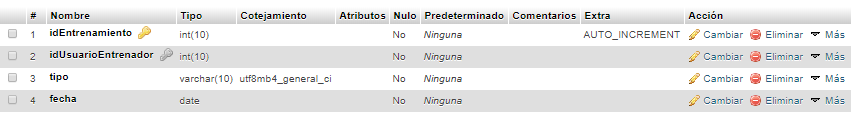 # Nombre Tipo Cotejamiento Atributos Nulo Predeterminado Comentarios Extra Acción
1 idEntrenamiento int(10) No Ninguna AUTO_INCREMENT Cambiar Eliminar Más
2 idUsuarioEntrenador int(10) No Ninguna Cambiar Eliminar Más
3 tipo varchar(10) utf8mb4_general_ci No Ninguna Cambiar Eliminar Más
4 fecha date No Ninguna Cambiar Eliminar Más